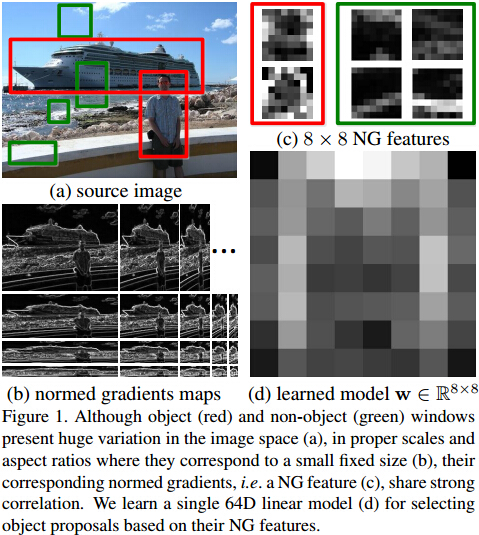 (a) source image
(c) 8 × 8 NG features
(b) normed gradients maps
(d) learned model w ∈ ℝ^{8×8}
Figure 1. Although object (red) and non-object (green) windows
present huge variation in the image space (a), in proper scales and
aspect ratios where they correspond to a small fixed size (b), their
corresponding normed gradients, i.e. a NG feature (c), share strong
correlation. We learn a single 64D linear model (d) for selecting
object proposals based on their NG features.